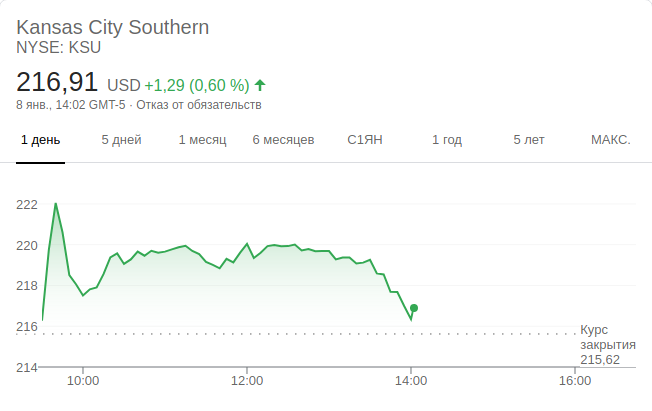 Kansas City Southern
NYSE: KSU
216,91 USD +1,29 (0,60 %)
8 янв., 14:02 GMT-5 · Отказ от обязательств
1 день 5 дней 1 месяц 6 месяцев С1ЯН 1 год 5 лет МАКС.
222
220
218
216
Курс
закрытия
215,62
214
10:00 12:00 14:00 16:00